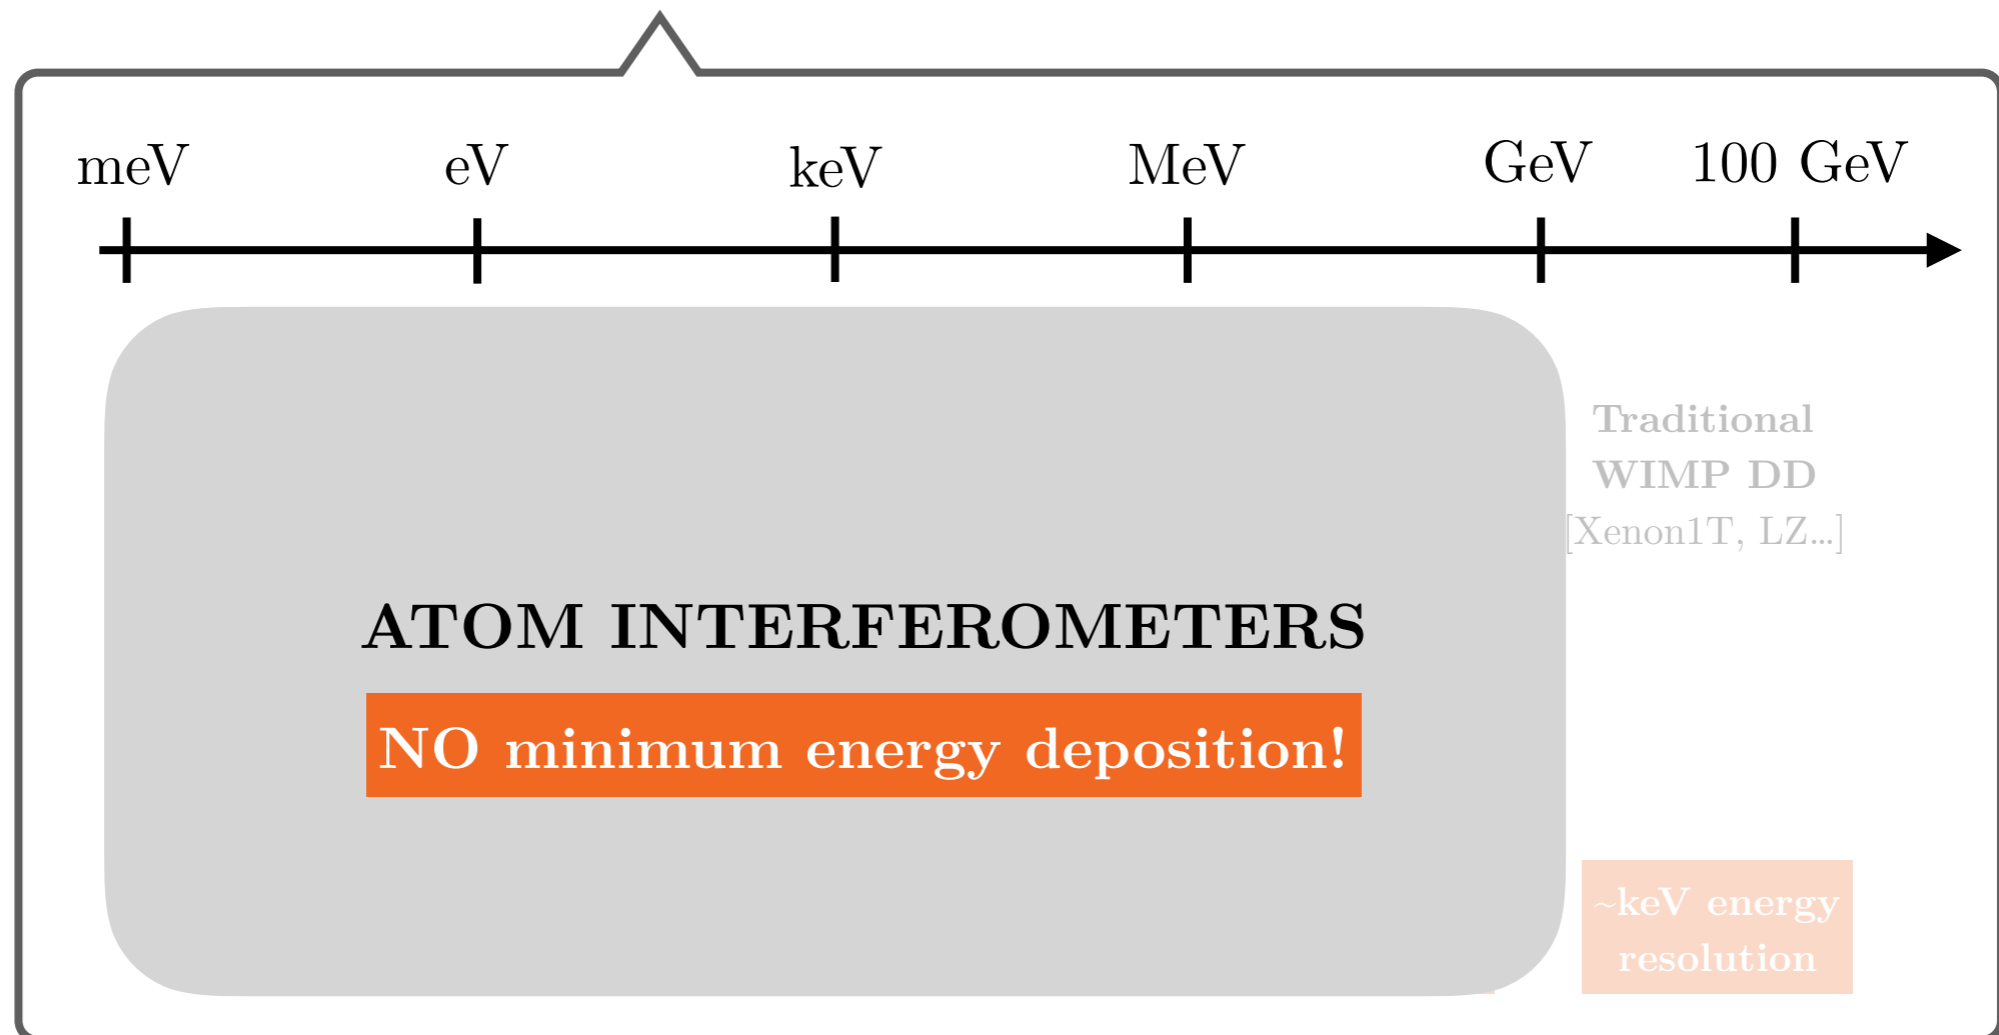 meV eV keV MeV GeV 100 GeV
Traditional
WIMP DD
[Xenon1T, LZ...]
ATOM INTERFEROMETERS
NO minimum energy deposition!
~keV energy
resolution